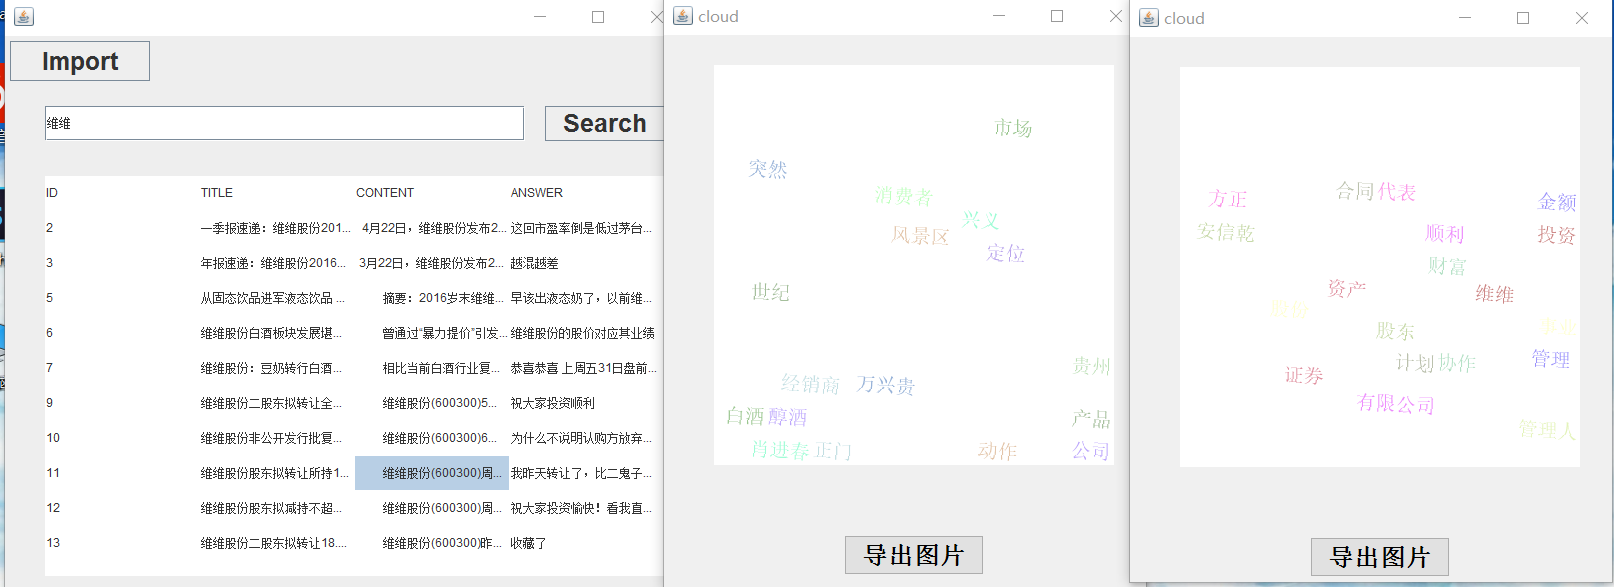 Import
维维
Search
ID TITLE CONTENT ANSWER
2 一季报速递：维维股份201... 4月22日，维维股份发布2... 这回市盈率倒是低过茅台...
3 年报速递：维维股份2016... 3月22日，维维股份发布2... 越混越差
5 从固态饮品进军液态饮品 ... 摘要：2016岁末维维... 早该出液态奶了，以前维...
6 维维股份白酒板块发展堪... 曾通过“暴力提价”引发... 维维股份的股价对应其业绩
7 维维股份：豆奶转行白酒... 相比当前白酒行业复... 恭喜恭喜 上周五31日盘前...
9 维维股份二股东拟转让全... 维维股份(600300)5... 祝大家投资顺利
10 维维股份非公开发行批复... 维维股份(600300)6... 为什么不说明认购方放弃...
11 维维股份股东拟转让所持1... 维维股份(600300)周... 我昨天转让了，比二鬼子...
12 维维股份股东拟减持不超... 维维股份(600300)周... 祝大家投资愉快！看我直...
13 维维股份二股东拟转让18.... 维维股份(600300)昨... 收藏了
cloud
市场
突然
消费者
兴义
风景区
定位
世纪
贵州
经销商 万兴贵
白酒 醇酒 产品
肖进春 正门 动作 公司
导出图片
cloud
方正 合同 代表 金额
安信乾 顺利 投资
财富
资产 维维
股份
股东 事业
计划 协作 管理
证券
有限公司
管理人
导出图片